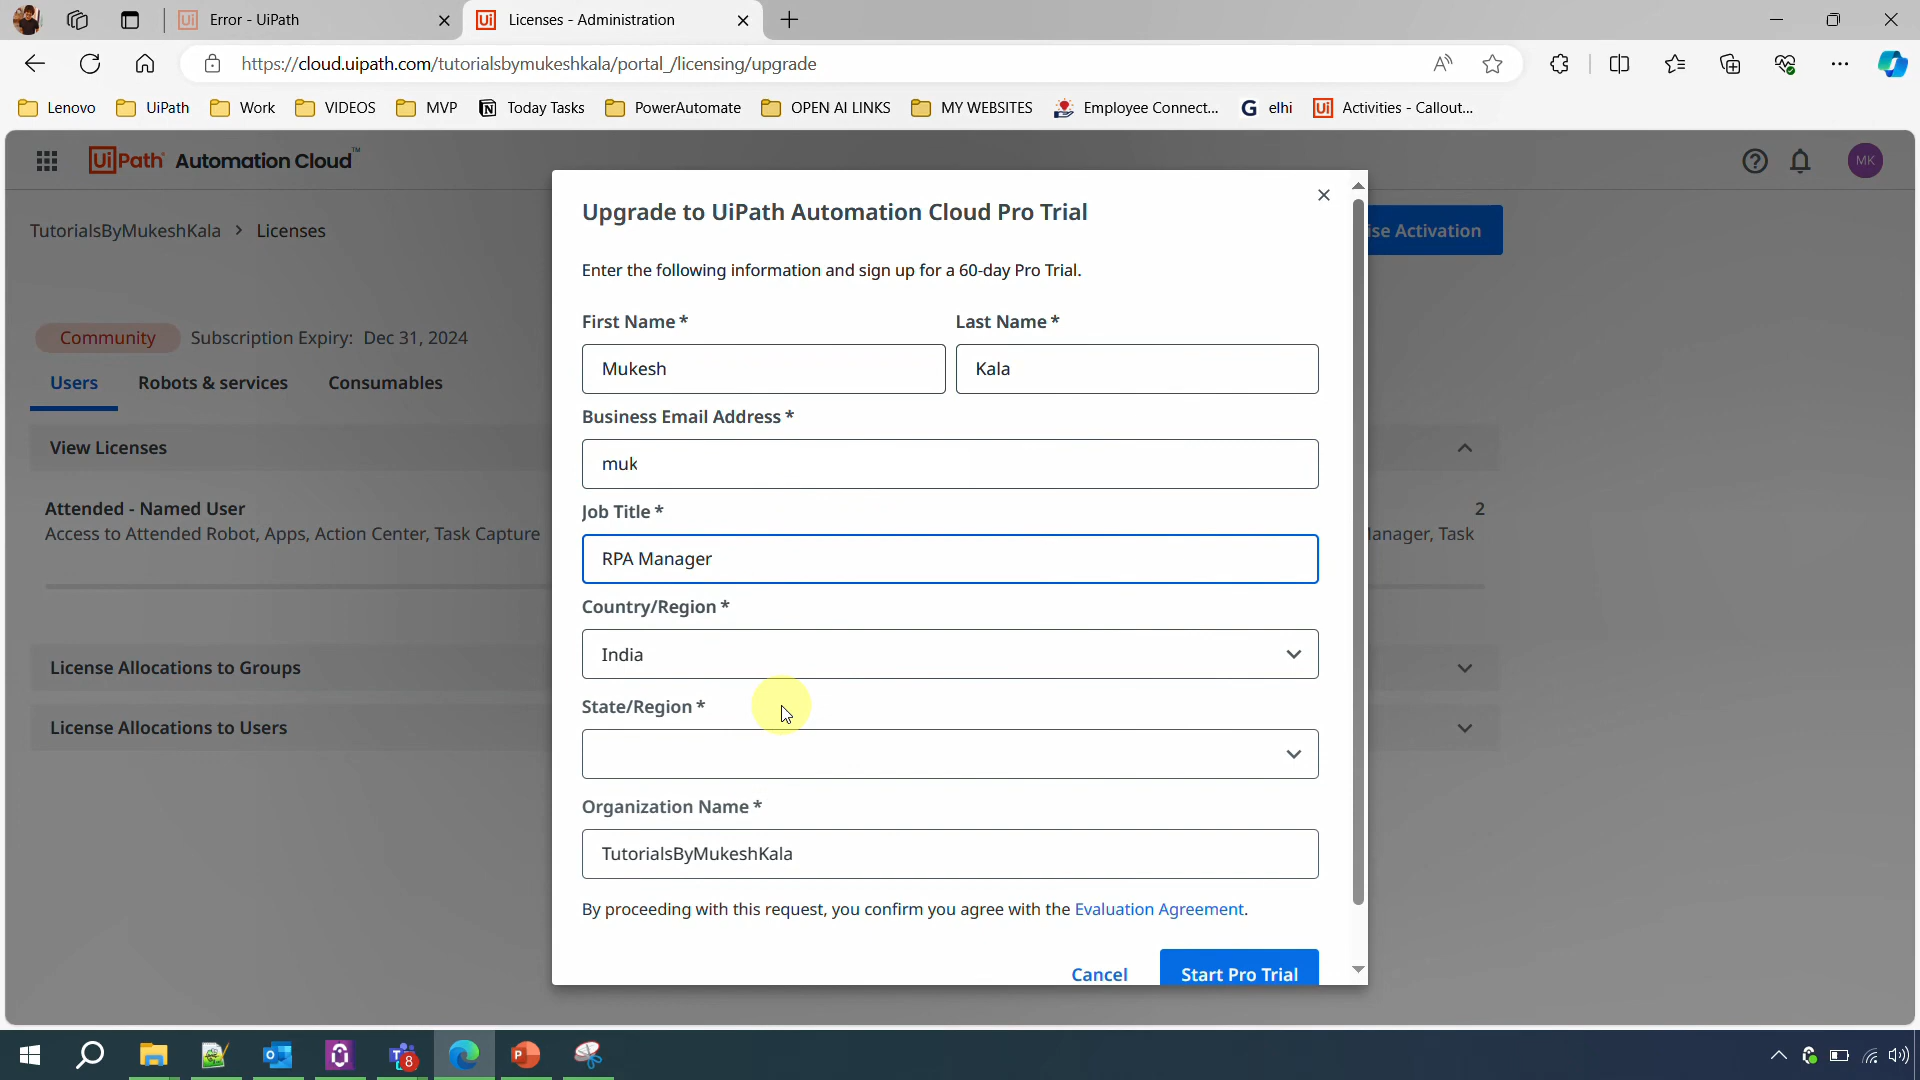 Error - UiPath
Licenses - Administration
https://cloud.uipath.com/tutorialsbymukeshkala/portal_/licensing/upgrade
Lenovo
UiPath
Work
VIDEOS
MVP
Today Tasks
PowerAutomate
OPEN AI LINKS
MY WEBSITES
Employee Connect...
elhi
Activities - Callout...
UiPath Automation Cloud™
MK
TutorialsByMukeshKala > Licenses
ise Activation
Community Subscription Expiry: Dec 31, 2024
Users Robots & services Consumables
View Licenses
Attended - Named User
2
Access to Attended Robot, Apps, Action Center, Task Capture
lanager, Task
License Allocations to Groups
License Allocations to Users
Upgrade to UiPath Automation Cloud Pro Trial
Enter the following information and sign up for a 60-day Pro Trial.
First Name * Last Name *
Mukesh Kala
Business Email Address *
muk
Job Title *
RPA Manager
Country/Region *
India
State/Region *
Organization Name *
TutorialsByMukeshKala
By proceeding with this request, you confirm you agree with the Evaluation Agreement.
Cancel Start Pro Trial
8